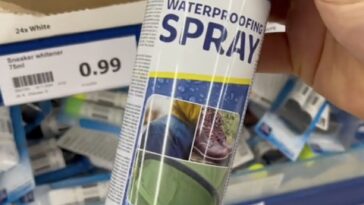 24x White
Sneaker whitener
75ml
0.99
WATERPROOFING
SPRAY